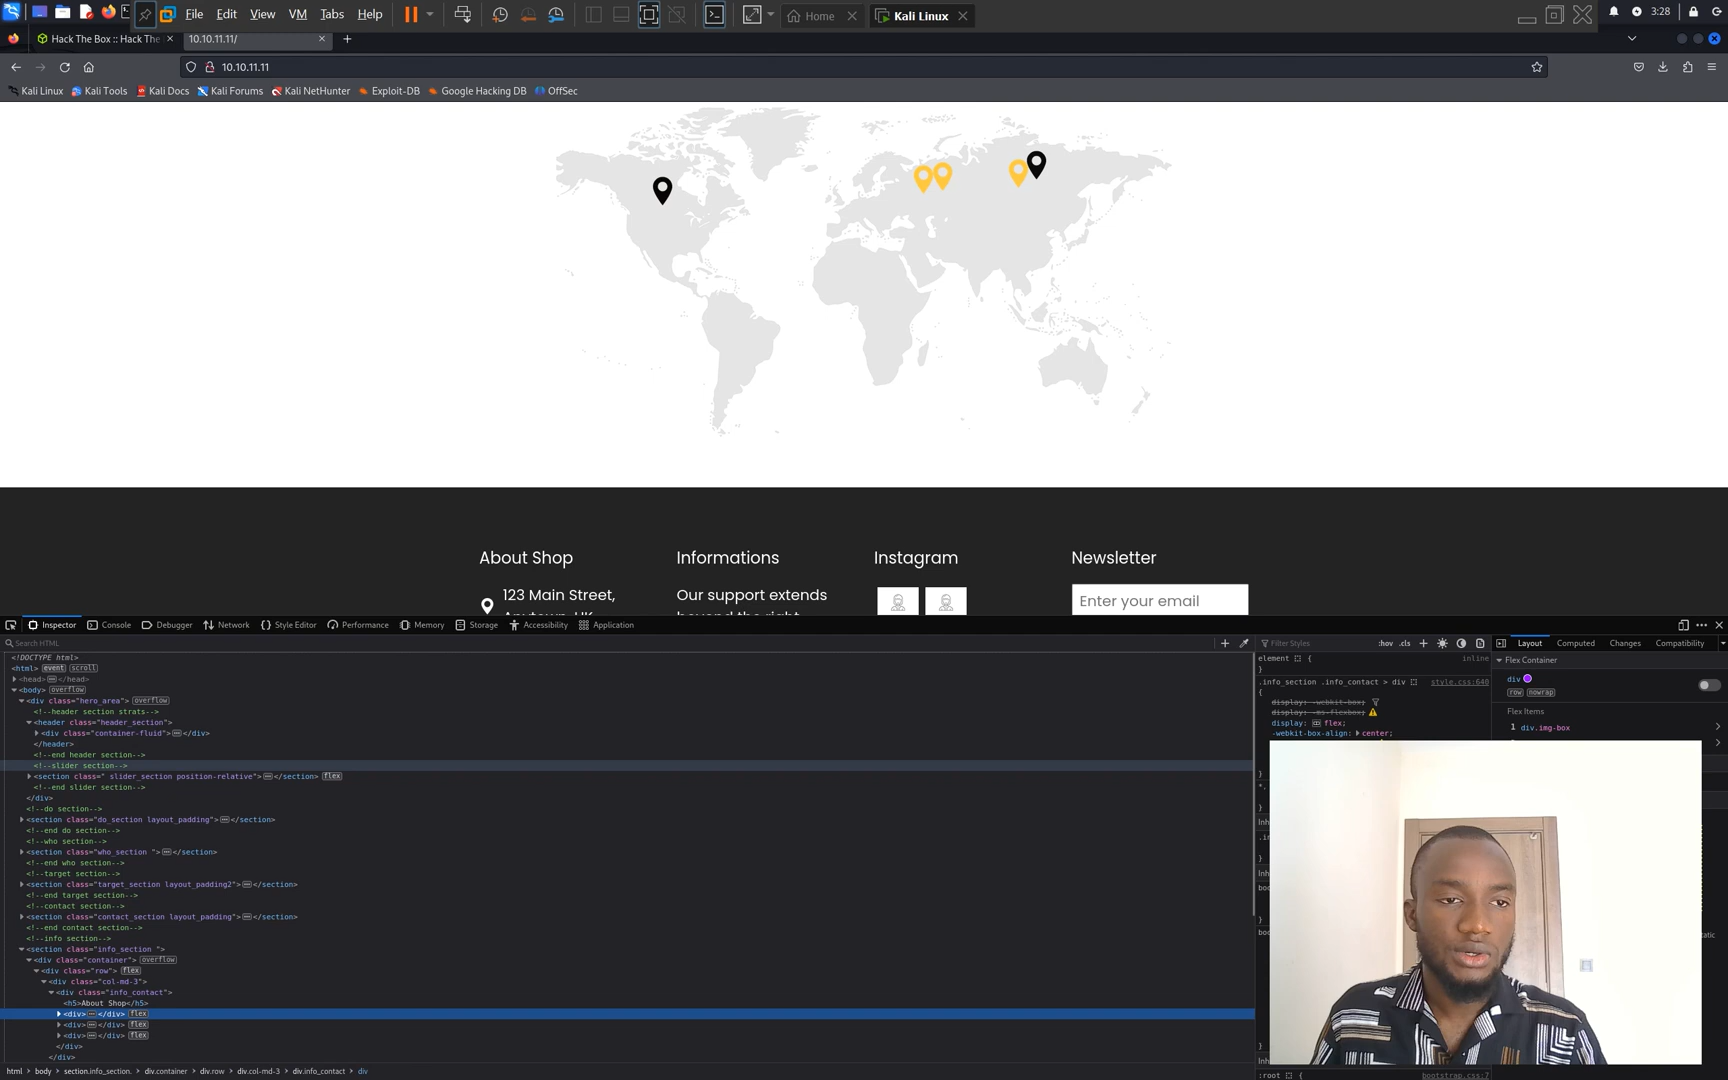 File Edit View VM Tabs Help
Home
Kali Linux
3:28
Hack The Box :: Hack The
10.10.11.11/
10.10.11.11
Kali Linux Kali Tools Kali Docs Kali Forums Kali NetHunter Exploit-DB Google Hacking DB OffSec
About Shop Informations Instagram Newsletter
123 Main Street, Our support extends Enter your email
Inspector Console Debugger Network Style Editor Performance Memory Storage Accessibility Application
Search HTML
<!DOCTYPE html>
<html> event scroll
<head> </head>
<body> overflow
<div class="hero_area"> overflow
<!--header section strats-->
<header class="header_section">
<div class="container-fluid"> </div>
</header>
<!--end header section-->
<!--slider section-->
<section class=" slider_section position-relative"> </section> flex
<!--end slider section-->
</div>
<!--do section-->
<section class="do_section layout_padding"> </section>
<!--end do section-->
<!--who section-->
<section class="who_section "> </section>
<!--end who section-->
<!--target section-->
<section class="target_section layout_padding2"> </section>
<!--end target section-->
<!--contact section-->
<section class="contact_section layout_padding"> </section>
<!--end contact section-->
<!--info section-->
<section class="info_section ">
<div class="container"> overflow
<div class="row"> flex
<div class="col-md-3">
<div class="info_contact">
<h5>About Shop</h5>
<div> </div> flex
<div> </div> flex
<div> </div> flex
</div>
</div>
html body section.info_section. div.container div.row div.col-md-3 div.info_contact div
Filter Styles :hov .cls
element { inline
}
.info_section .info_contact > div style.css:640
{
display: -webkit-box;
display: -ms-flexbox;
display: flex;
-webkit-box-align: center;
:root { bootstrap.css:7
Layout Computed Changes Compatibility
Flex Container
div
row nowrap
Flex Items
1 div.img-box